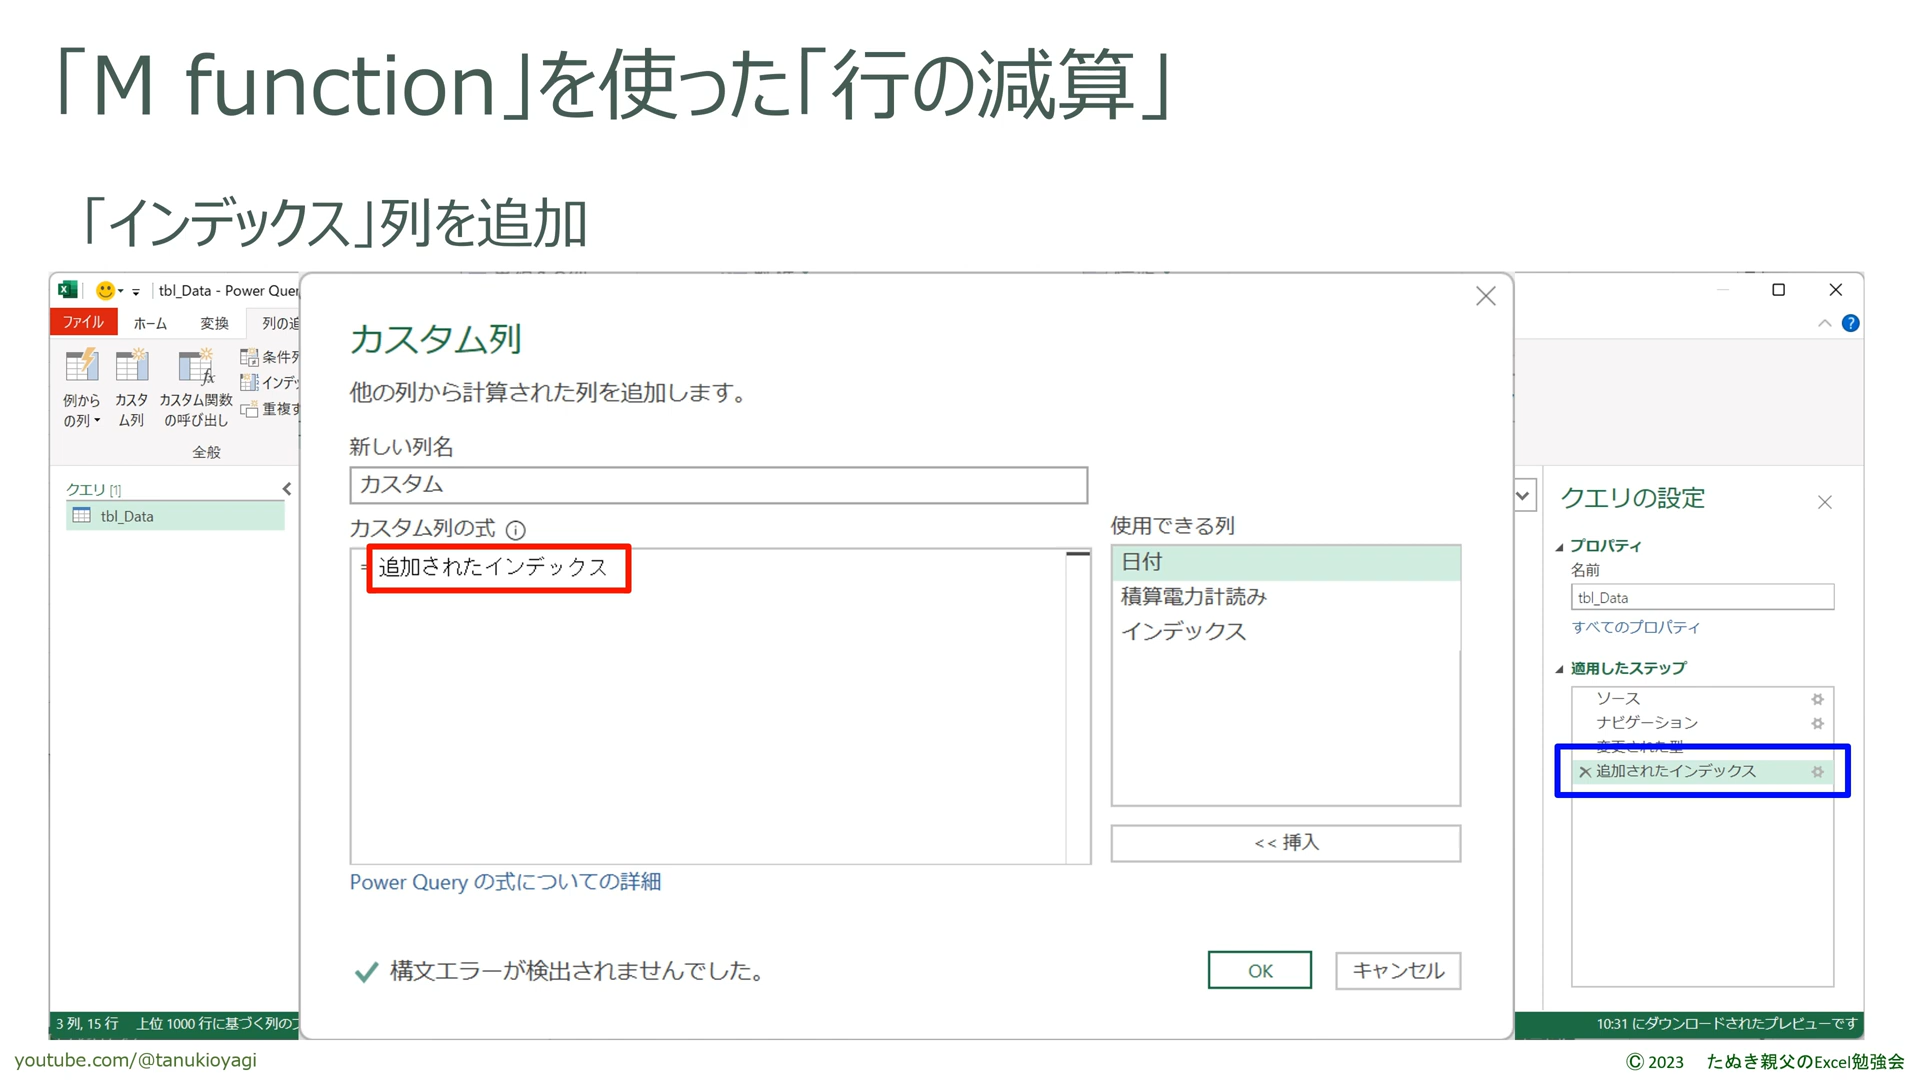 「M function」を使った「行の減算」
「インデックス」列を追加
tbl_Data - Power Quer
ファイル ホーム 変換 列の追
例から の列
カスタ ム列
カスタム関数 の呼び出し
条件列
インデッ
重複す
全般
クエリ [1]
tbl_Data
3 列, 15 行 上位 1000 行に基づく列のプ
カスタム列
他の列から計算された列を追加します。
新しい列名
カスタム
カスタム列の式
= 追加されたインデックス
使用できる列
日付
積算電力計読み
インデックス
<< 挿入
Power Query の式についての詳細
構文エラーが検出されませんでした。
OK キャンセル
クエリの設定
プロパティ
名前
tbl_Data
すべてのプロパティ
適用したステップ
ソース
ナビゲーション
変更された型
追加されたインデックス
10:31 にダウンロードされたプレビューです
youtube.com/@tanukioyagi
© 2023 たぬき親父のExcel勉強会